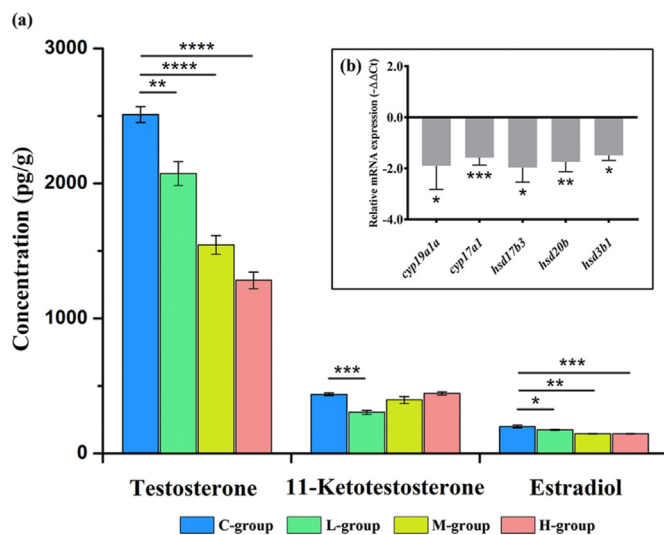 (a)
3000
2000
1000
0
Concentration (pg/g)
****
****
**
***
***
**
*
Testosterone
11-Ketotestosterone
Estradiol
C-group L-group M-group H-group
(b)
2.0
0.0
-2.0
-4.0
Relative mRNA expression (-ΔΔCt)
*
***
*
**
*
cyp19a1a
cyp17a1
hsd17b3
hsd20b
hsd3b1